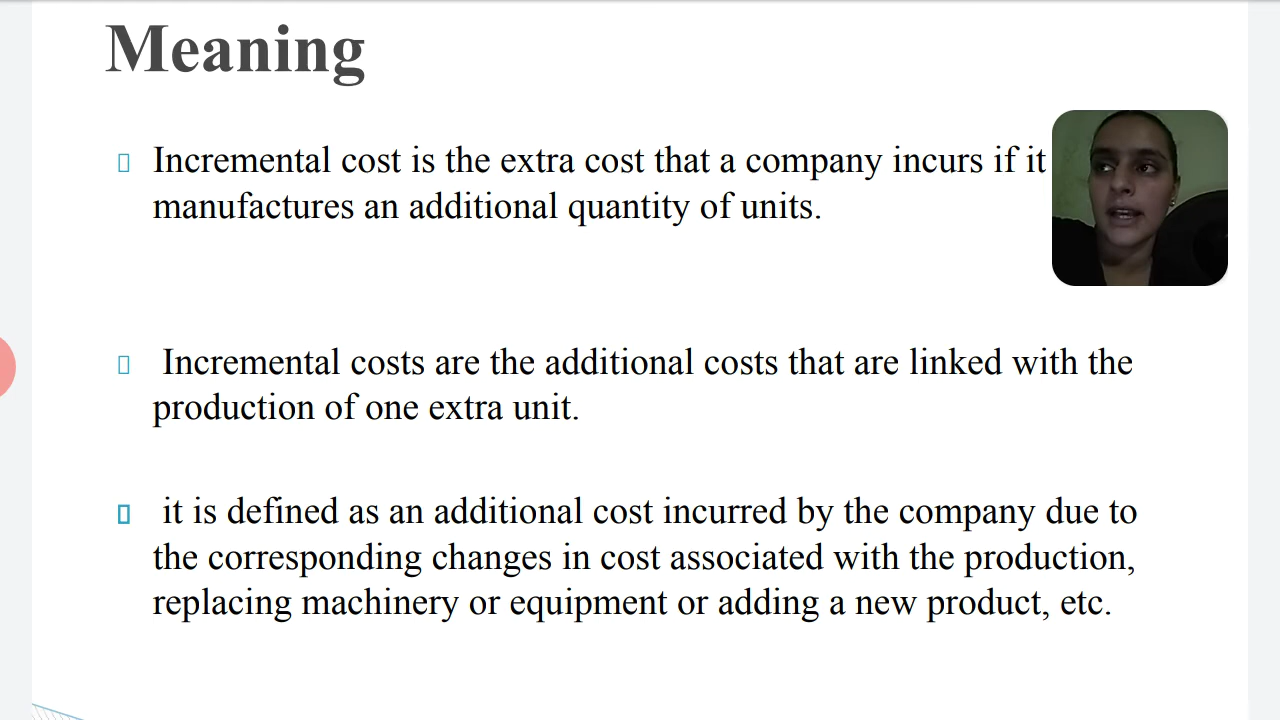 Meaning
Incremental cost is the extra cost that a company incurs if it
manufactures an additional quantity of units.
Incremental costs are the additional costs that are linked with the
production of one extra unit.
it is defined as an additional cost incurred by the company due to
the corresponding changes in cost associated with the production,
replacing machinery or equipment or adding a new product, etc.